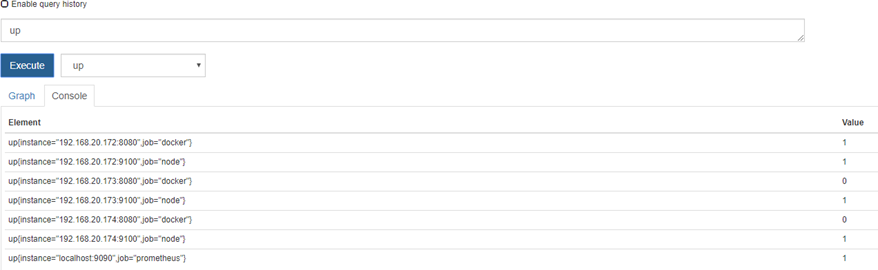 Enable query history
up
Execute up
Graph Console
Element Value
up{instance="192.168.20.172:8080",job="docker"} 1
up{instance="192.168.20.172:9100",job="node"} 1
up{instance="192.168.20.173:8080",job="docker"} 0
up{instance="192.168.20.173:9100",job="node"} 1
up{instance="192.168.20.174:8080",job="docker"} 0
up{instance="192.168.20.174:9100",job="node"} 1
up{instance="localhost:9090",job="prometheus"} 1